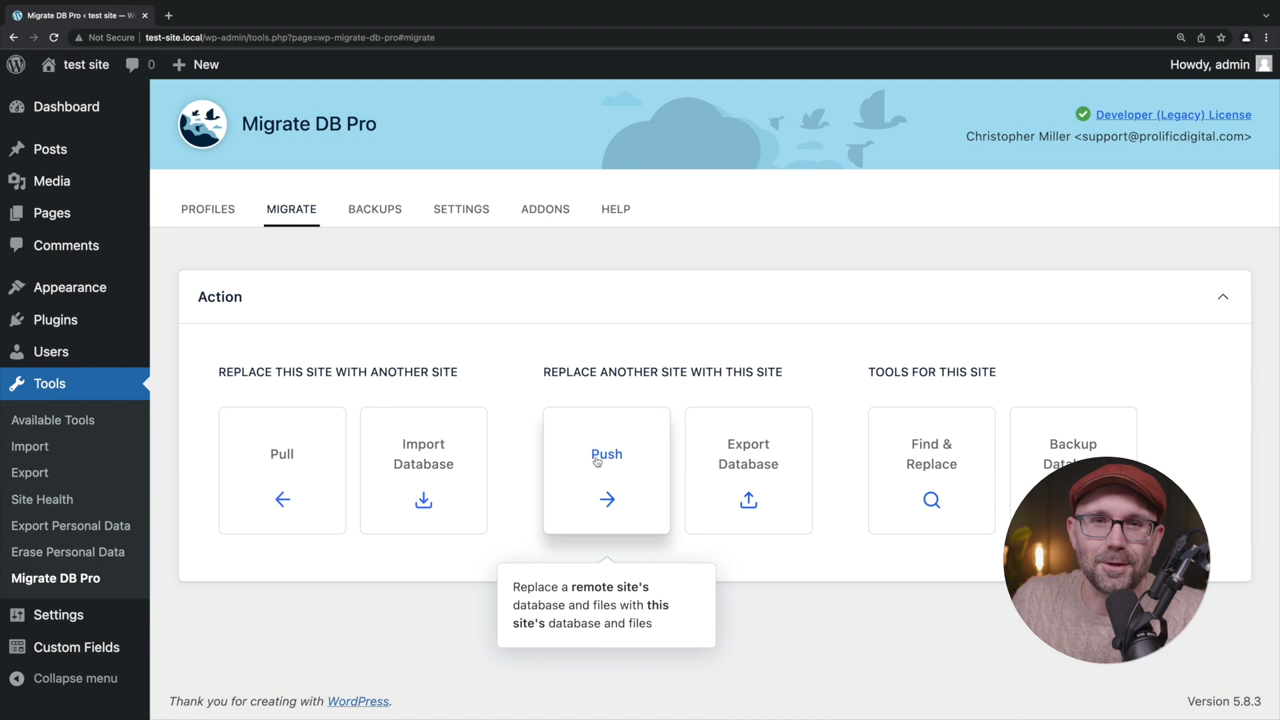 Migrate DB Pro ‹ test site — W
Not Secure
test-site.local/wp-admin/tools.php?page=wp-migrate-db-pro#migrate
test site
0
New
Howdy, admin
Dashboard
Posts
Media
Pages
Comments
Appearance
Plugins
Users
Tools
Available Tools
Import
Export
Site Health
Export Personal Data
Erase Personal Data
Migrate DB Pro
Settings
Custom Fields
Collapse menu
Migrate DB Pro
Developer (Legacy) License
Christopher Miller <support@prolificdigital.com>
PROFILES
MIGRATE
BACKUPS
SETTINGS
ADDONS
HELP
Action
REPLACE THIS SITE WITH ANOTHER SITE
Pull
Import
Database
REPLACE ANOTHER SITE WITH THIS SITE
Push
Export
Database
TOOLS FOR THIS SITE
Find &
Replace
Backup
Replace a remote site's
database and files with this
site's database and files
Thank you for creating with WordPress.
Version 5.8.3